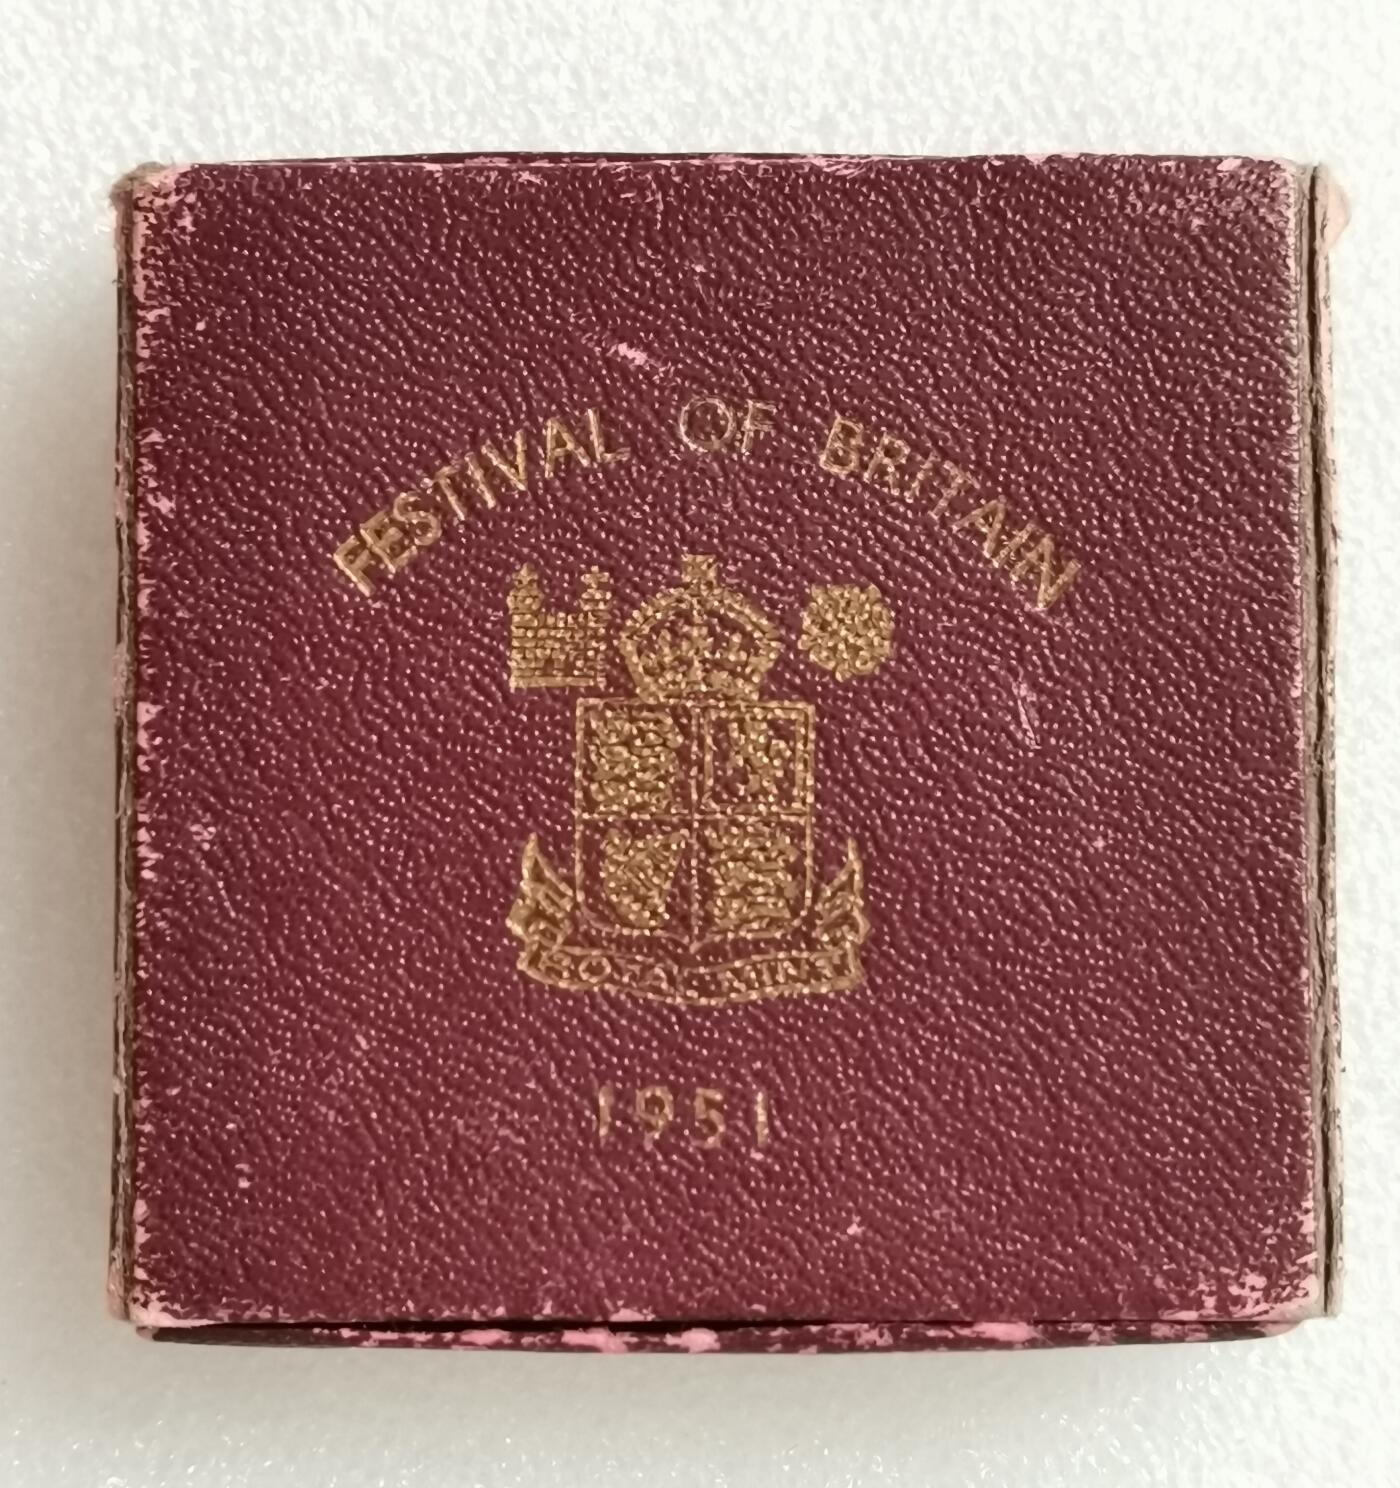 FESTIVAL OF BRITAIN
ROYAL MINT
1951